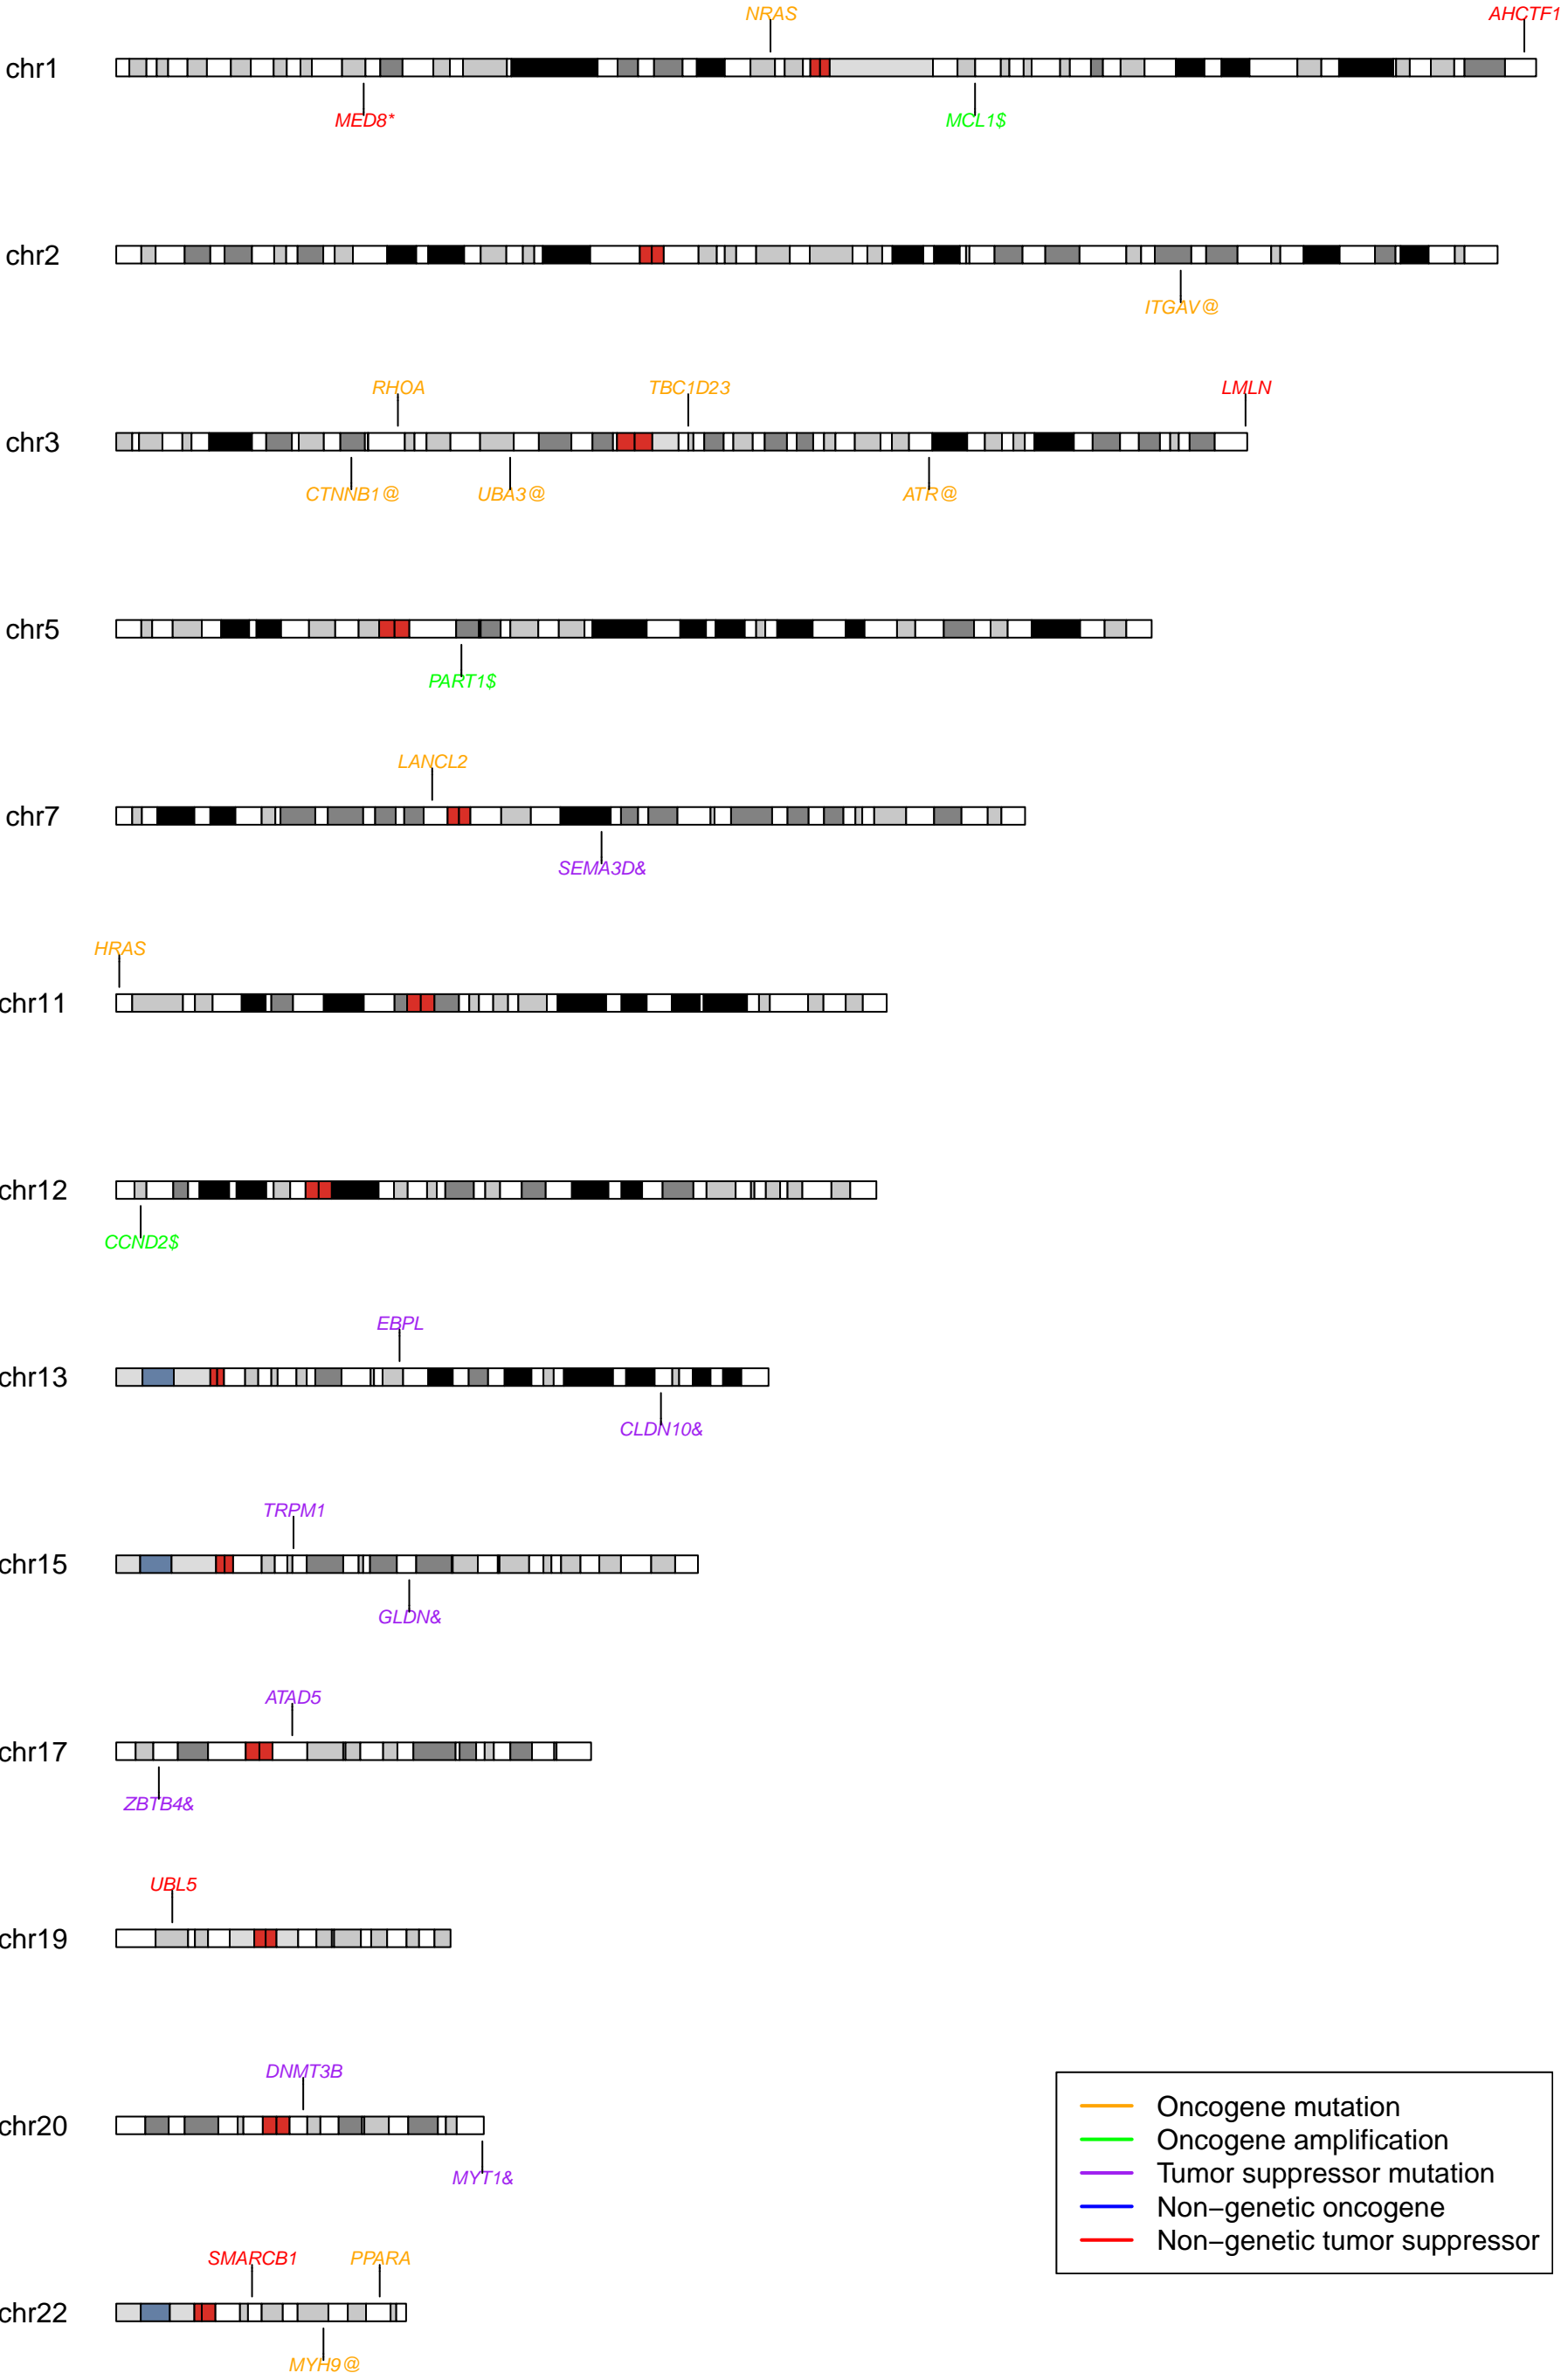 NRAS AHCTF1
chr1
MED8* MCL1$
chr2
ITGAV@
RHOA TBC1D23 LMLN
chr3
CTNNB1@ UBA3@ ATR@
chr5
PART1$
LANCL2
chr7
SEMA3D&
HRAS
chr11
chr12
CCND2$
EBPL
chr13
CLDN10&
TRPM1
chr15
GLDN&
ATAD5
chr17
ZBTB4&
UBL5
chr19
DNMT3B
chr20
MYT1&
Oncogene mutation
Oncogene amplification
Tumor suppressor mutation
Non−genetic oncogene
Non−genetic tumor suppressor
SMARCB1 PPARA
chr22
MYH9@